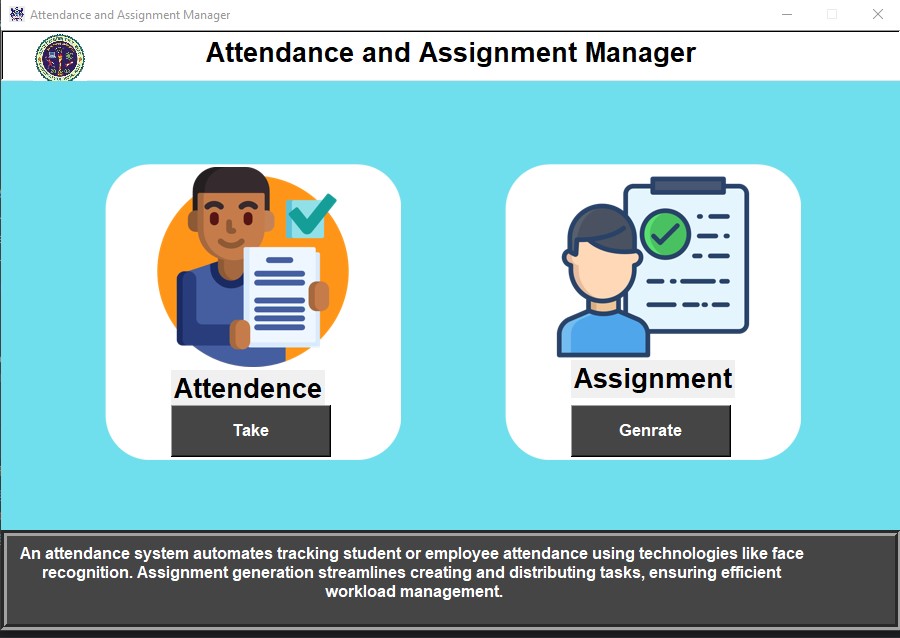 Attendance and Assignment Manager
Attendance and Assignment Manager
Attendence
Assignment
Take
Genrate
An attendance system automates tracking student or employee attendance using technologies like face
recognition. Assignment generation streamlines creating and distributing tasks, ensuring efficient
workload management.